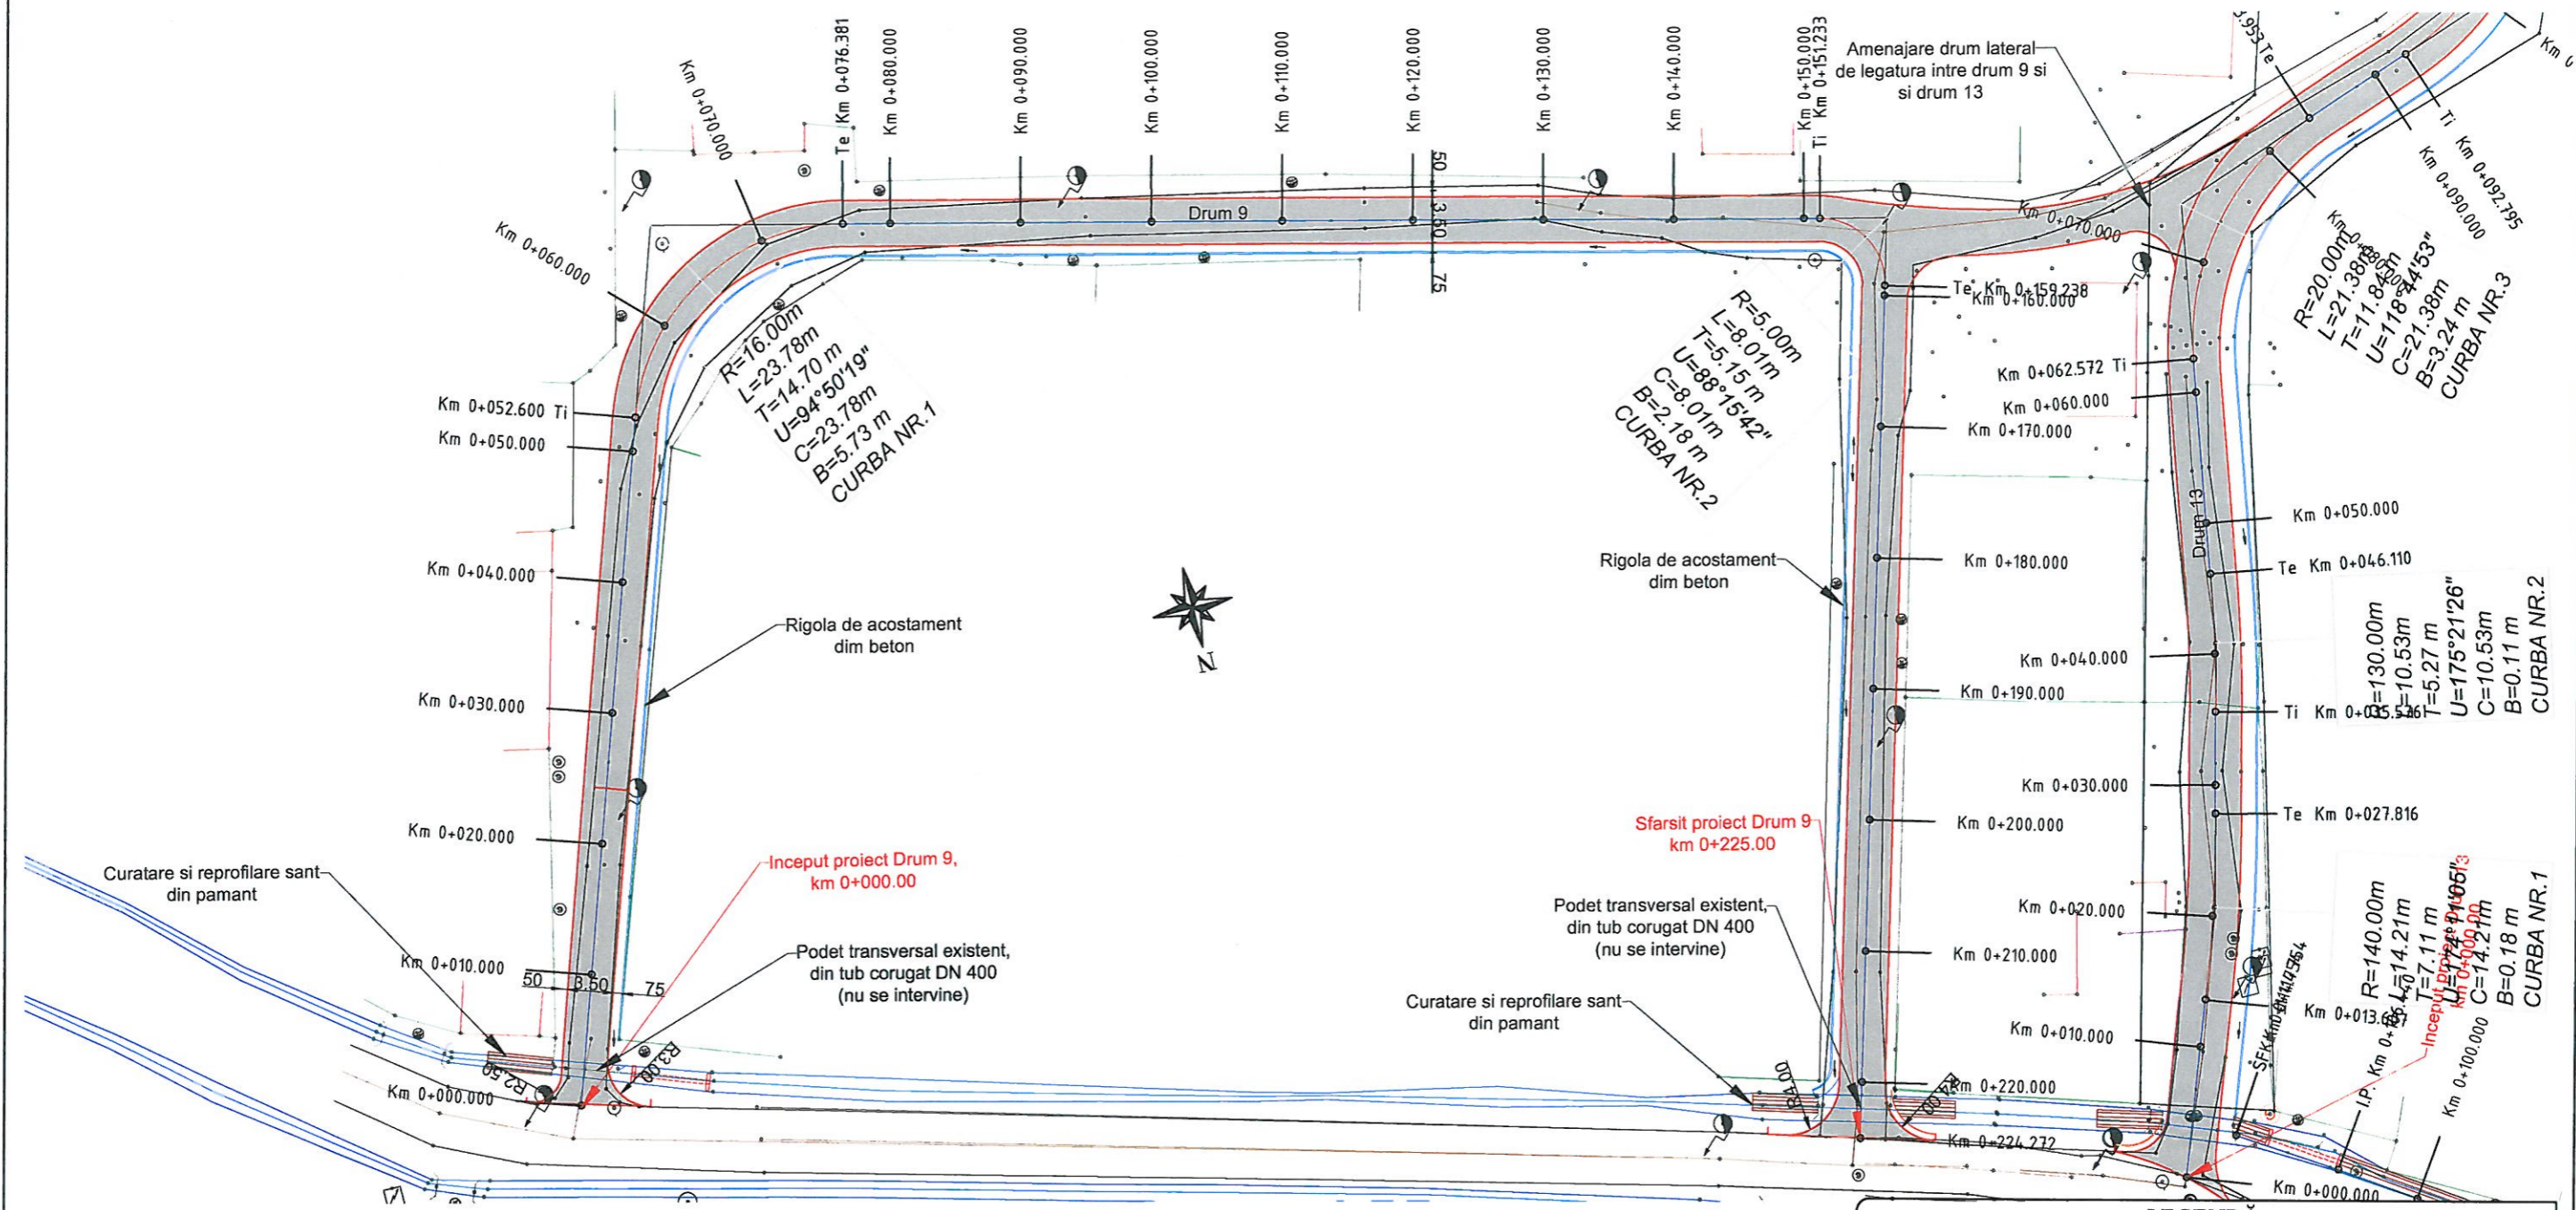 Km 0+070.000
Te Km 0+076.381
Km 0+080.000
Km 0+090.000
Km 0+100.000
Km 0+110.000
Km 0+120.000
Km 0+130.000
Km 0+140.000
Km 0+150.000
Ti Km 0+151.233
Amenajare drum lateral
de legatura intre drum 9 si
si drum 13
Te
Ti Km 0+092.795
Km 0+090.000
Km 0+070.000
R=20.00m
L=21.38m
T=11.84 m
U=118°44'53"
C=21.38m
B=3.24 m
CURBA NR.3
Drum 9
50
3.50
75
Km 0+060.000
R=16.00m
L=23.78m
T=14.70 m
U=94°50'19"
C=23.78m
B=5.73 m
CURBA NR.1
Te Km 0+159.238
Km 0+160.000
R=5.00m
L=8.01m
T=5.15 m
U=88°15'42"
C=8.01m
B=2.18 m
CURBA NR.2
Km 0+062.572 Ti
Km 0+060.000
Km 0+170.000
Km 0+052.600 Ti
Km 0+050.000
Drum 13
Km 0+050.000
Te Km 0+046.110
Km 0+040.000
Rigola de acostament
dim beton
Km 0+180.000
R=130.00m
L=10.53m
T=5.27 m
U=175°21'26"
C=10.53m
B=0.11 m
CURBA NR.2
Rigola de acostament
dim beton
N
Km 0+040.000
Km 0+190.000
Km 0+030.000
Ti
Km 0+030.000
Te Km 0+027.816
Sfarsit proiect Drum 9
km 0+225.00
Km 0+200.000
Km 0+020.000
Inceput proiect Drum 9,
km 0+000.00
Curatare si reprofilare sant
din pamant
Podet transversal existent,
din tub corugat DN 400
(nu se intervine)
Km 0+020.000
R=140.00m
L=14.21m
T=7.11 m
C=14.21m
B=0.18 m
CURBA NR.1
Inceput proiect Drum 13
km 0+000.00
Km 0+010.000
50
3.50
75
Podet transversal existent,
din tub corugat DN 400
(nu se intervine)
Km 0+210.000
Curatare si reprofilare sant
din pamant
Km 0+010.000
R2.50
R3.00
Km 0+000.000
R4.00
Km 0+220.000
Km 0+224.272
I.P.
Km 0+100.000
Km 0+000.000